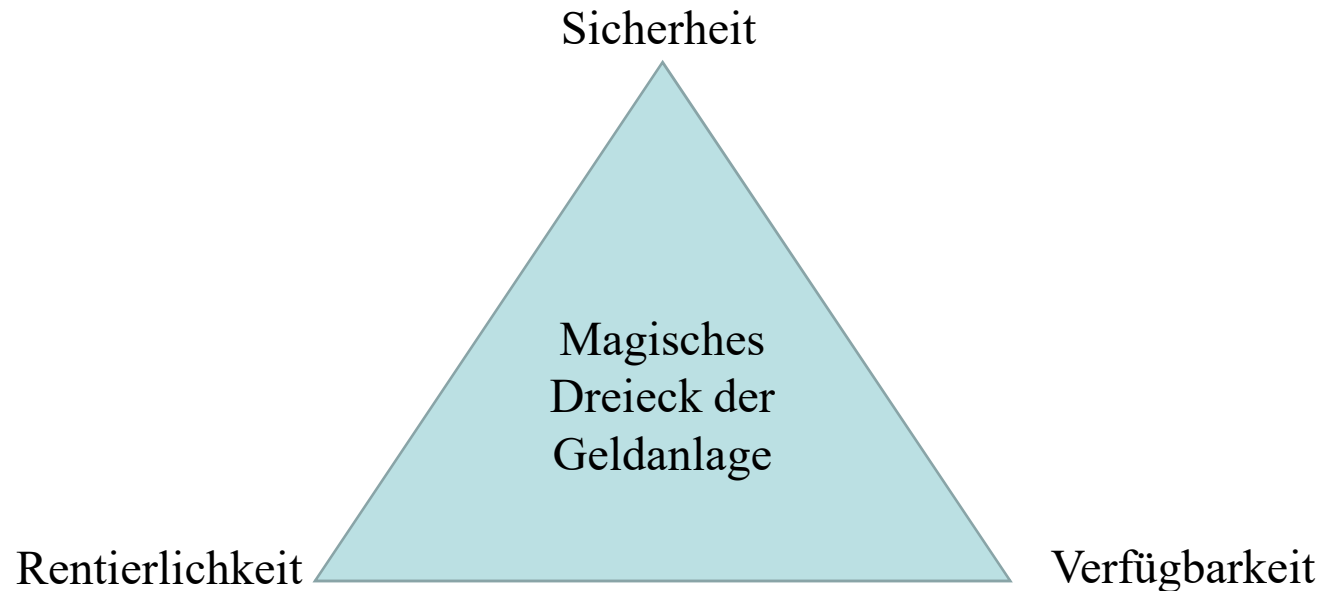 Sicherheit
Magisches
Dreieck der
Geldanlage
Rentierlichkeit
Verfügbarkeit